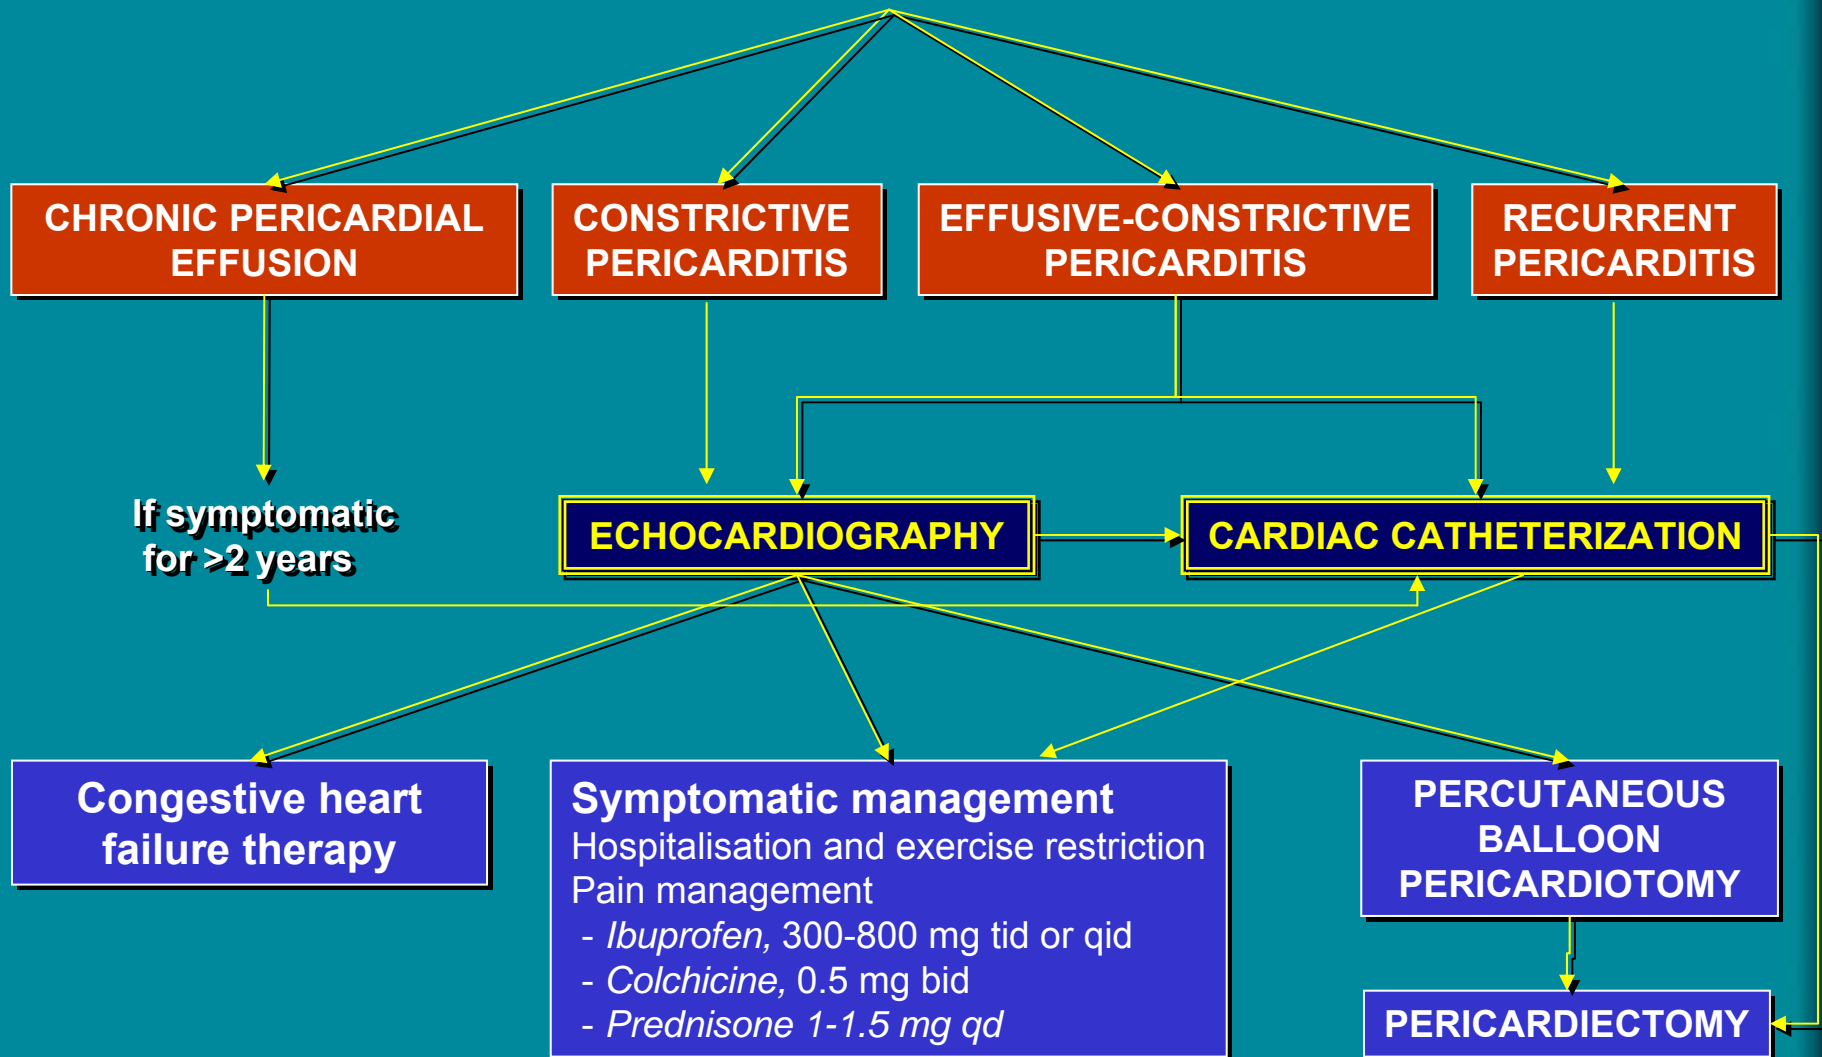 CHRONIC PERICARDIAL
EFFUSION
CONSTRICTIVE
PERICARDITIS
EFFUSIVE-CONSTRICTIVE
PERICARDITIS
RECURRENT
PERICARDITIS
If symptomatic
for >2 years
ECHOCARDIOGRAPHY
CARDIAC CATHETERIZATION
Congestive heart
failure therapy
Symptomatic management
Hospitalisation and exercise restriction
Pain management
- Ibuprofen, 300-800 mg tid or qid
- Colchicine, 0.5 mg bid
- Prednisone 1-1.5 mg qd
PERCUTANEOUS
BALLOON
PERICARDIOTOMY
PERICARDIECTOMY